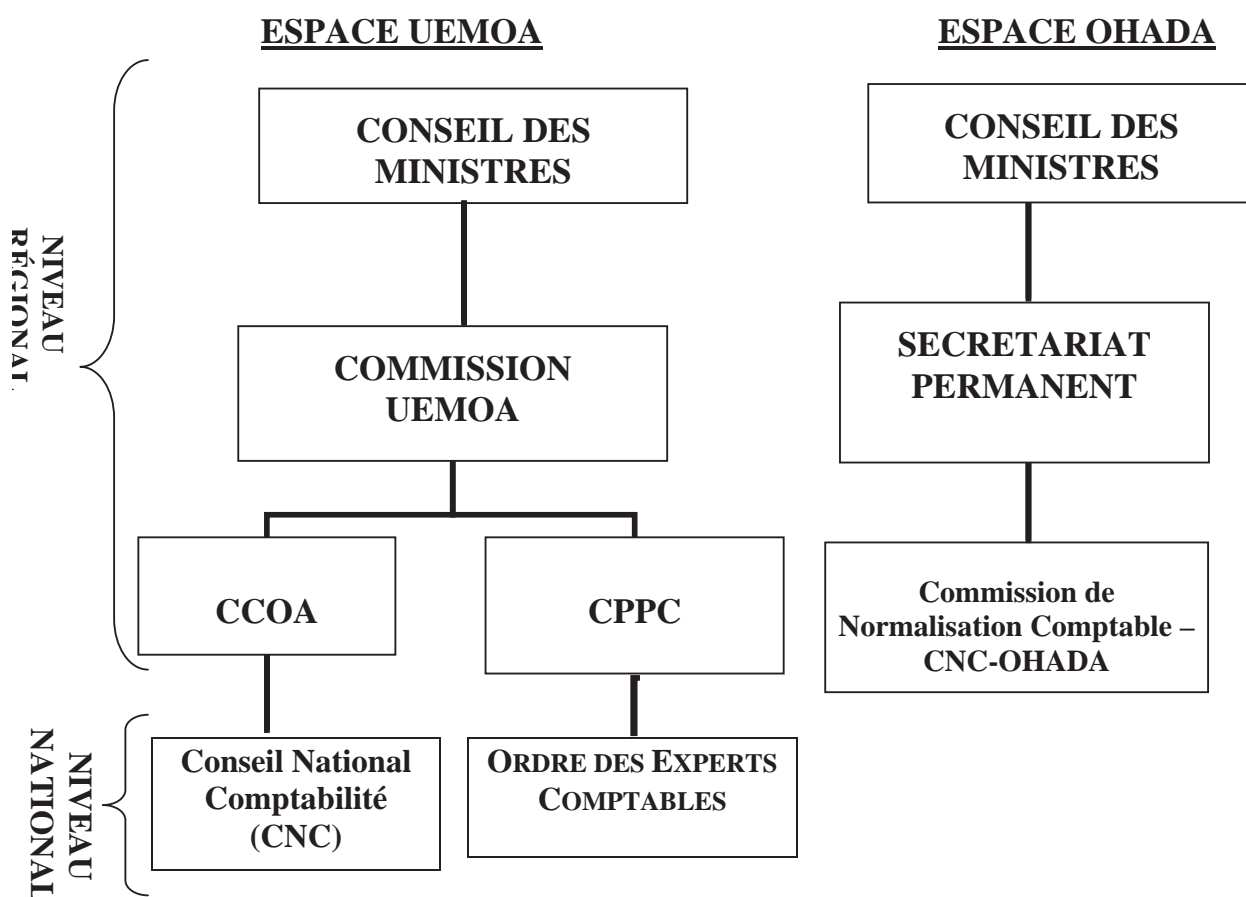 ESPACE UEMOA
ESPACE OHADA
CONSEIL DES
MINISTRES
CONSEIL DES
MINISTRES
NIVEAU
RÉGIONAL
COMMISSION
UEMOA
SECRETARIAT
PERMANENT
CCOA
CPPC
Commission de
Normalisation Comptable –
CNC-OHADA
NIVEAU
NATIONAL
Conseil National
Comptabilité
(CNC)
ORDRE DES EXPERTS
COMPTABLES